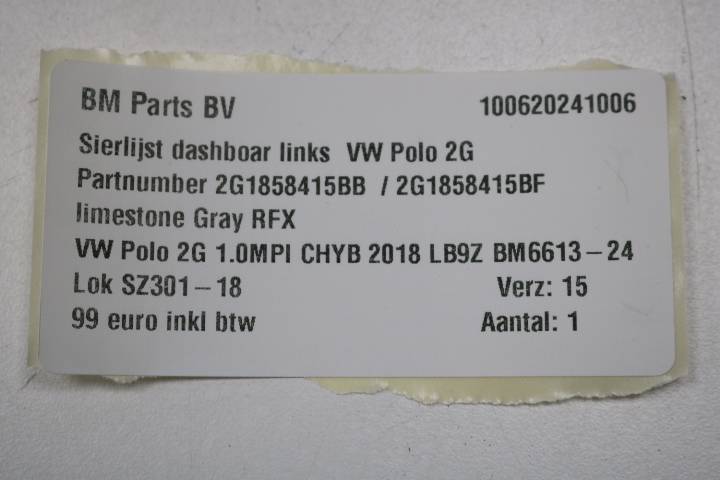 BM Parts BV 100620241006
Sierlijst dashboar links VW Polo 2G
Partnumber 2G1858415BB / 2G1858415BF
limestone Gray RFX
VW Polo 2G 1.0MPI CHYB 2018 LB9Z BM6613-24
Lok SZ301-18 Verz: 15
99 euro inkl btw Aantal: 1